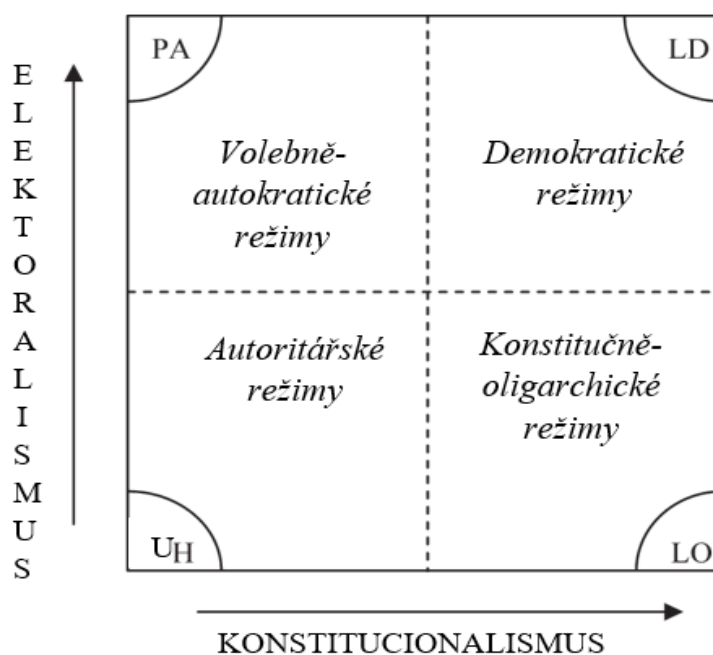 ELEKTORALISMUS
PA
LD
Volebně-
autokratické
režimy
Demokratické
režimy
Autoritářské
režimy
Konstitučně-
oligarchické
režimy
UH
LO
KONSTITUCIONALISMUS